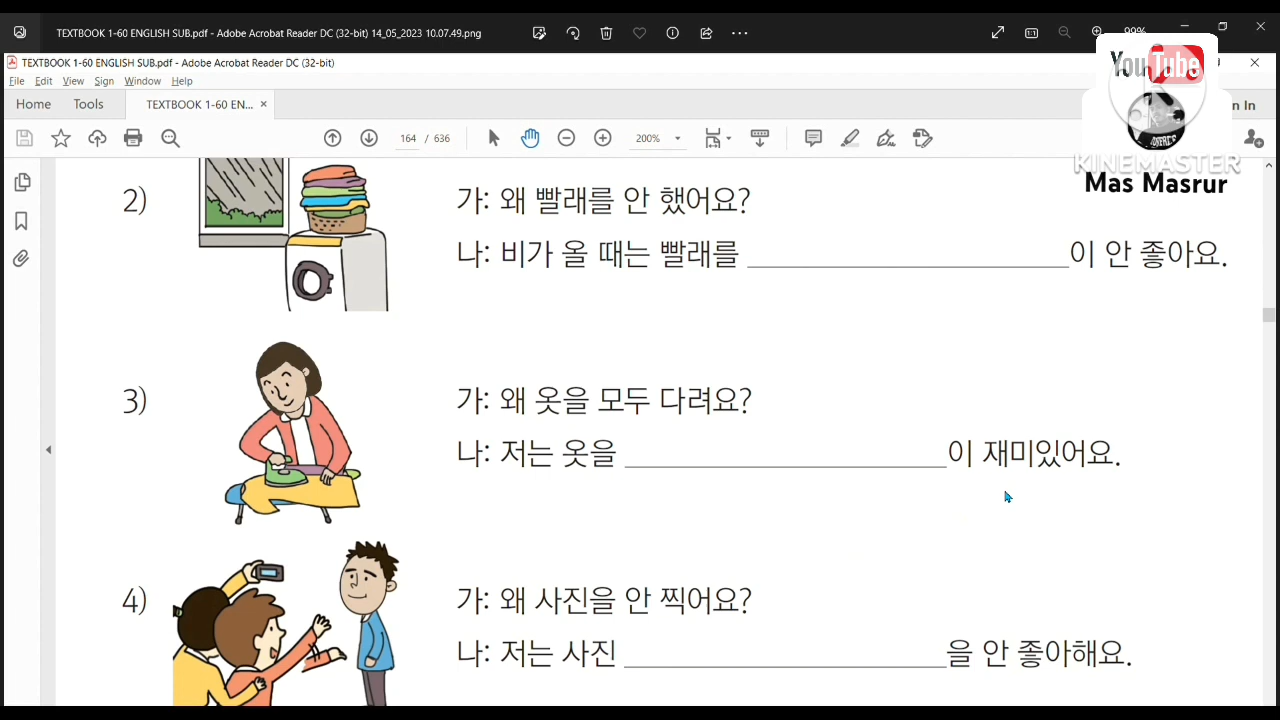 TEXTBOOK 1-60 ENGLISH SUB.pdf - Adobe Acrobat Reader DC (32-bit) 14_05_2023 10.07.49.png
99%
TEXTBOOK 1-60 ENGLISH SUB.pdf - Adobe Acrobat Reader DC (32-bit)
File Edit View Sign Window Help
YouTube
Home Tools TEXTBOOK 1-60 EN... × n In
164 / 636 200%
KINEMASTER
Mas Masrur
2) 가: 왜 빨래를 안 했어요?
나: 비가 올 때는 빨래를 ______ 이 안 좋아요.
3) 가: 왜 옷을 모두 다려요?
나: 저는 옷을 ______ 이 재미있어요.
4) 가: 왜 사진을 안 찍어요?
나: 저는 사진 ______ 을 안 좋아해요.